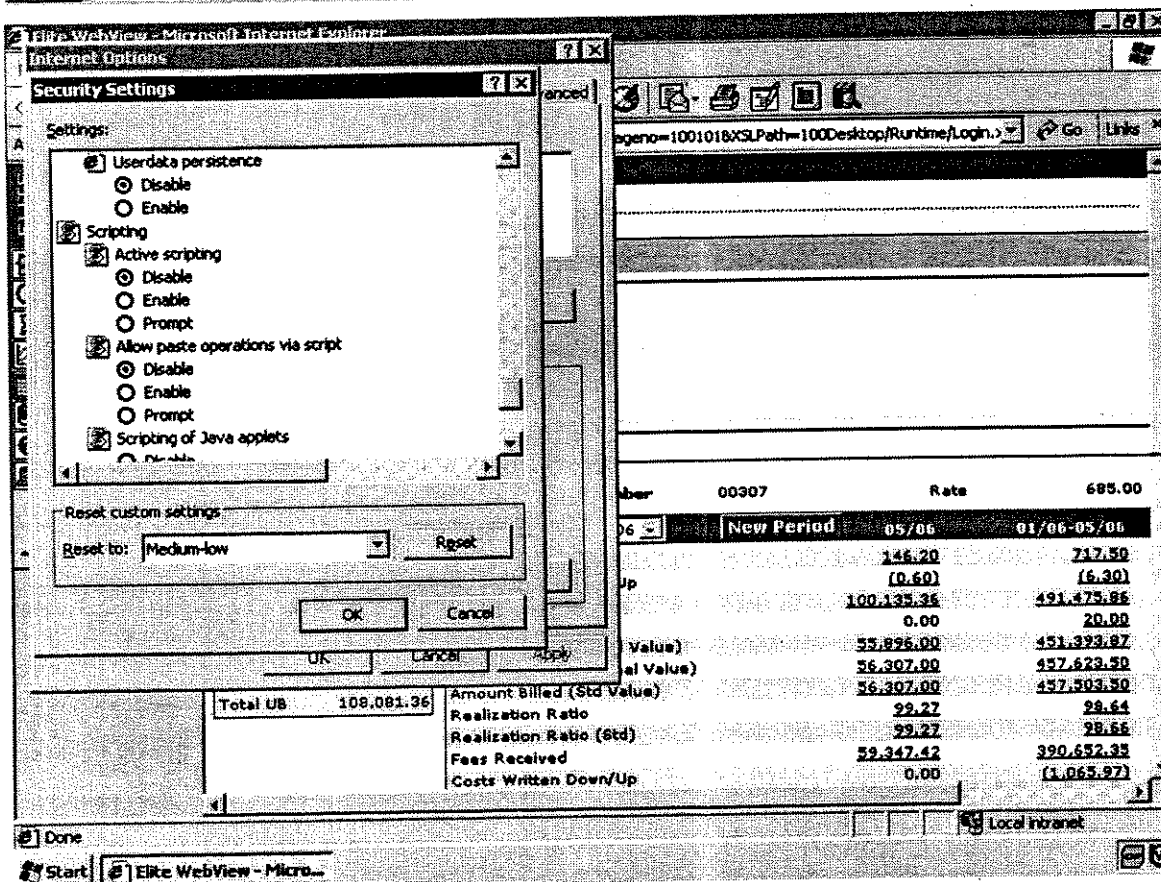 Elite WebView - Microsoft Internet Explorer
Internet Options
Security Settings
anced
Settings:
ageno=100101&XSLPath=100Desktop/Runtime/Login.x
Go
Links
Userdata persistence
Disable
Enable
Scripting
Active scripting
Disable
Enable
Prompt
Allow paste operations via script
Disable
Enable
Prompt
Scripting of Java applets
Disable
Reset custom settings
Reset to: Medium-low
Reset
OK
Cancel
OK
Cancel
Apply
mber 00307 Rate 685.00
06 New Period 05/06 01/06-05/06
146.20 717.50
Up (0.60) (6.30)
100,135.36 491,475.86
0.00 20.00
Value) 55,896.00 451,393.87
al Value) 56,307.00 457,623.50
Amount Billed (Std Value) 56,307.00 457,503.50
Total UB 108,081.36
Realization Ratio 99.27 98.64
Realization Ratio (Std) 99.27 98.66
Fees Received 59,347.42 390,652.35
Costs Written Down/Up 0.00 (1,065.97)
Done
Local intranet
Start
Elite WebView - Micro...